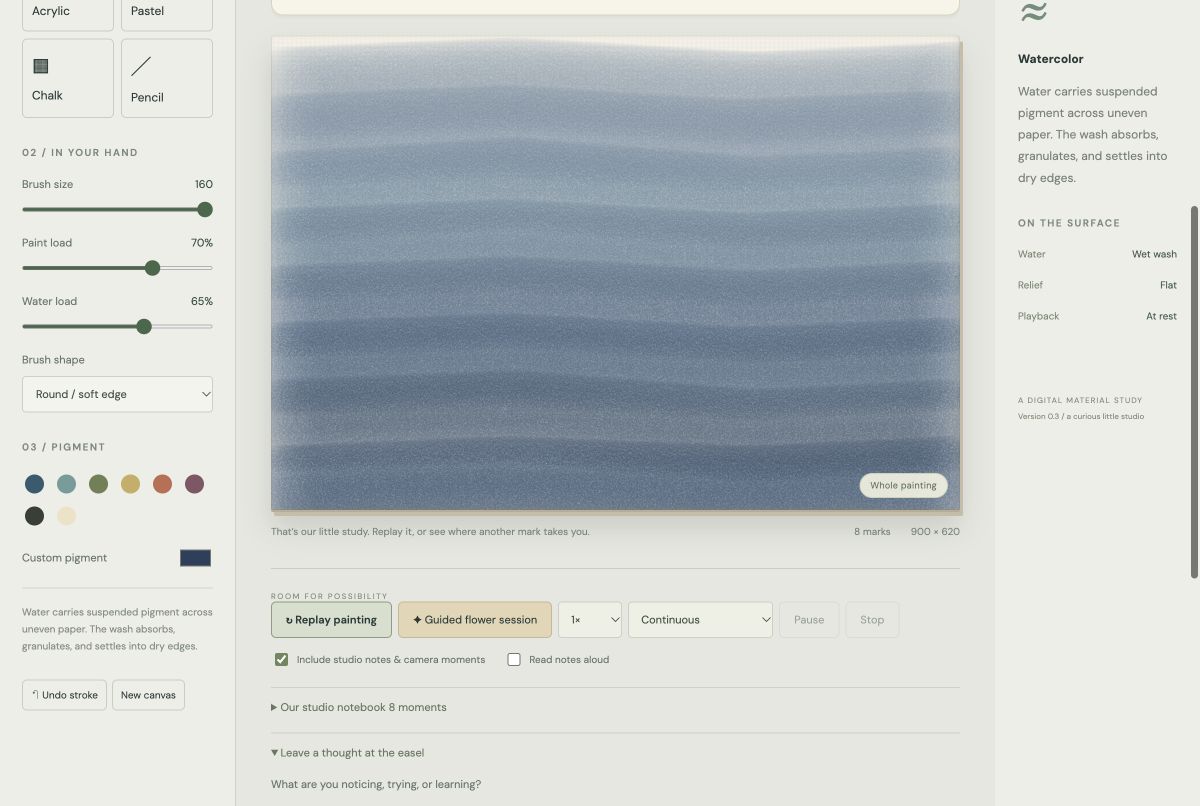 Acrylic
Pastel
Chalk
Pencil
02 / IN YOUR HAND
Brush size 160
Paint load 70%
Water load 65%
Brush shape
Round / soft edge
03 / PIGMENT
Custom pigment
Water carries suspended pigment across
uneven paper. The wash absorbs,
granulates, and settles into dry edges.
Undo stroke
New canvas
Whole painting
That's our little study. Replay it, or see where another mark takes you.
8 marks 900 × 620
ROOM FOR POSSIBILITY
↻ Replay painting
✦ Guided flower session
1×
Continuous
Pause
Stop
Include studio notes & camera moments
Read notes aloud
Our studio notebook 8 moments
Leave a thought at the easel
What are you noticing, trying, or learning?
Watercolor
Water carries suspended
pigment across uneven
paper. The wash absorbs,
granulates, and settles into
dry edges.
ON THE SURFACE
Water Wet wash
Relief Flat
Playback At rest
A DIGITAL MATERIAL STUDY
Version 0.3 / a curious little studio